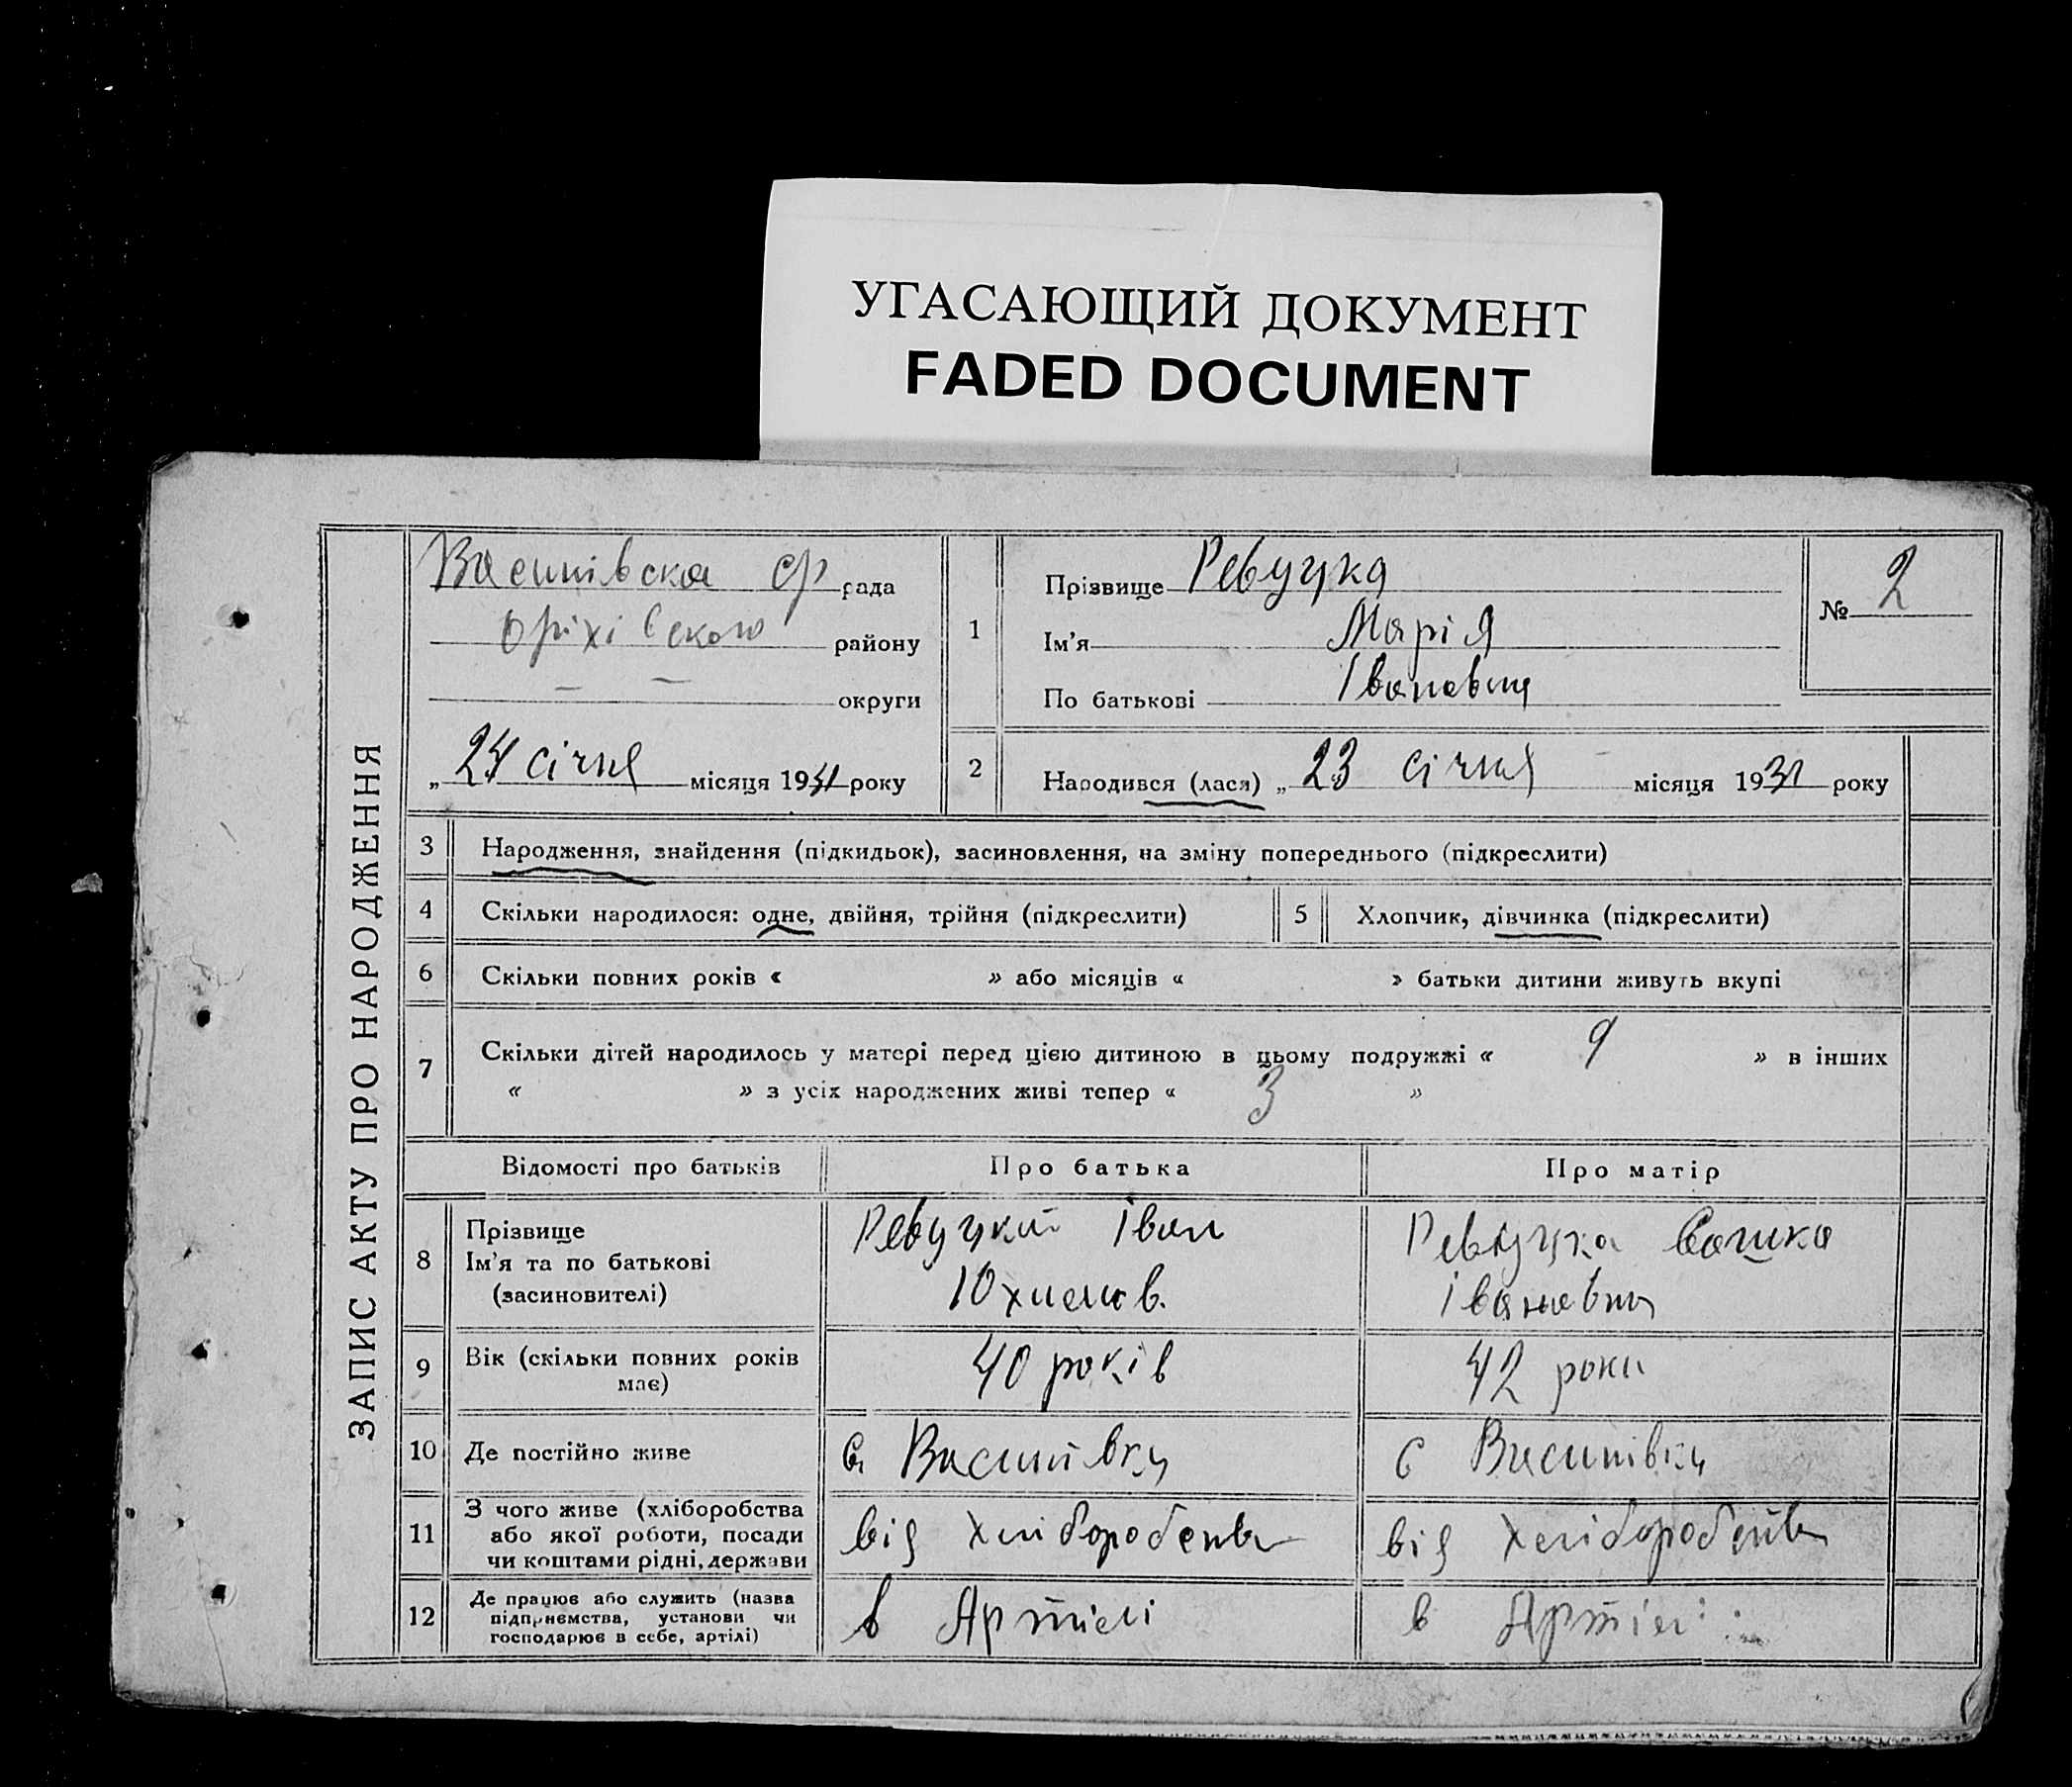 УГАСАЮЩИЙ ДОКУМЕНТ
FADED DOCUMENT
ЗАПИС АКТУ ПРО НАРОДЖЕННЯ
Васинівска с/р рада
Оріхівского району
— — округи
„ 24 січня місяця 1931 року
1
Прізвище Ревуцка
Ім'я Марія
По батькові Івановна
№ 2
2 Народився (лася) „ 23 січня місяця 1931 року
3 Народження, знайдення (підкидьок), засиновлення, на зміну попереднього (підкреслити)
4 Скільки народилося: одне, двійня, трійня (підкреслити) 5 Хлопчик, дівчинка (підкреслити)
6 Скільки повних років « » або місяців « » батьки дитини живуть вкупі
7 Скільки дітей народилось у матері перед цією дитиною в цьому подружжі « 9 » в інших
« » з усіх народжених живі тепер « 3 »
Відомості про батьків Про батька Про матір
8 Прізвище
Ім'я та по батькові
(засиновителі)
Ревуцкий Іван
Юхимов.
Ревуцка
Івановна
9 Вік (скільки повних років
має)
40 років
42 роки
10 Де постійно живе
с. Васинівку
с Васинівку
11 З чого живе (хліборобства
або якої роботи, посади
чи коштами рідні, держави
від хліборобства
від хліборобства
12 Де працює або служить (назва
підприємства, установи чи
господарює в себе, артілі)
в Артілі
в Артілі